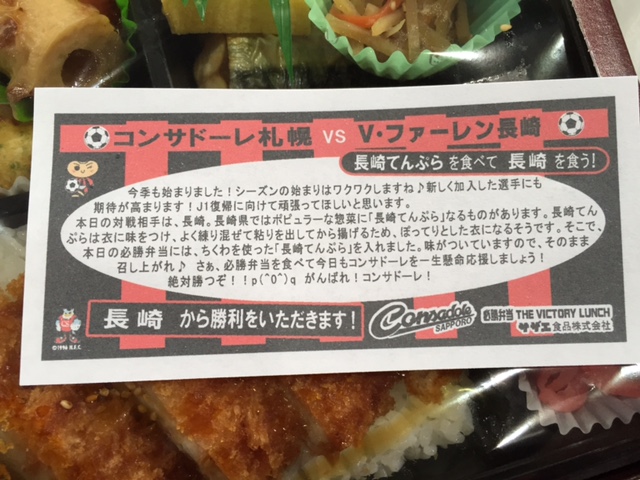 コンサドーレ札幌 VS V・ファーレン長崎
長崎てんぷらを食べて 長崎を食う!
今季も始まりました!シーズンの始まりはワクワクしますね♪新しく加入した選手にも
期待が高まります!J1復帰に向けて頑張ってほしいと思います。
本日の対戦相手は、長崎。長崎県ではポピュラーな惣菜に「長崎てんぷら」なるものがあります。長崎てん
ぷらは衣に味をつけ、よく練り混ぜて粘りを出してから揚げるため、ぽってりとした衣になるそうです。そこで、
本日の必勝弁当には、ちくわを使った「長崎てんぷら」を入れました。味がついていますので、そのまま
召し上がれ♪ さぁ、必勝弁当を食べて今日もコンサドーレを一生懸命応援しましょう!
絶対勝つぞ!!p(^0^)q がんばれ!コンサドーレ!
長崎 から勝利をいただきます!
Consadole
SAPPORO
必勝弁当 THE VICTORY LUNCH
サザエ食品株式会社
©1996 H.F.C.